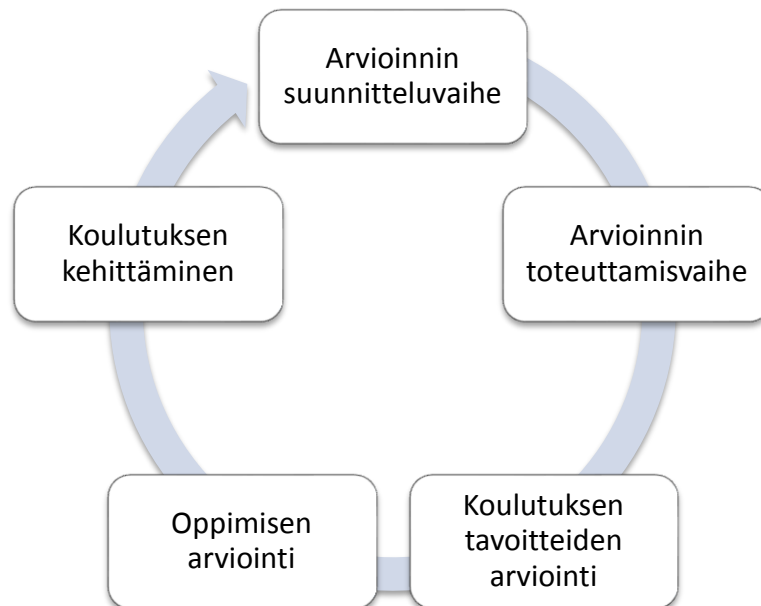 Arvioinnin
suunnitteluvaihe
Arvioinnin
toteuttamisvaihe
Koulutuksen
tavoitteiden
arviointi
Oppimisen
arviointi
Koulutuksen
kehittäminen